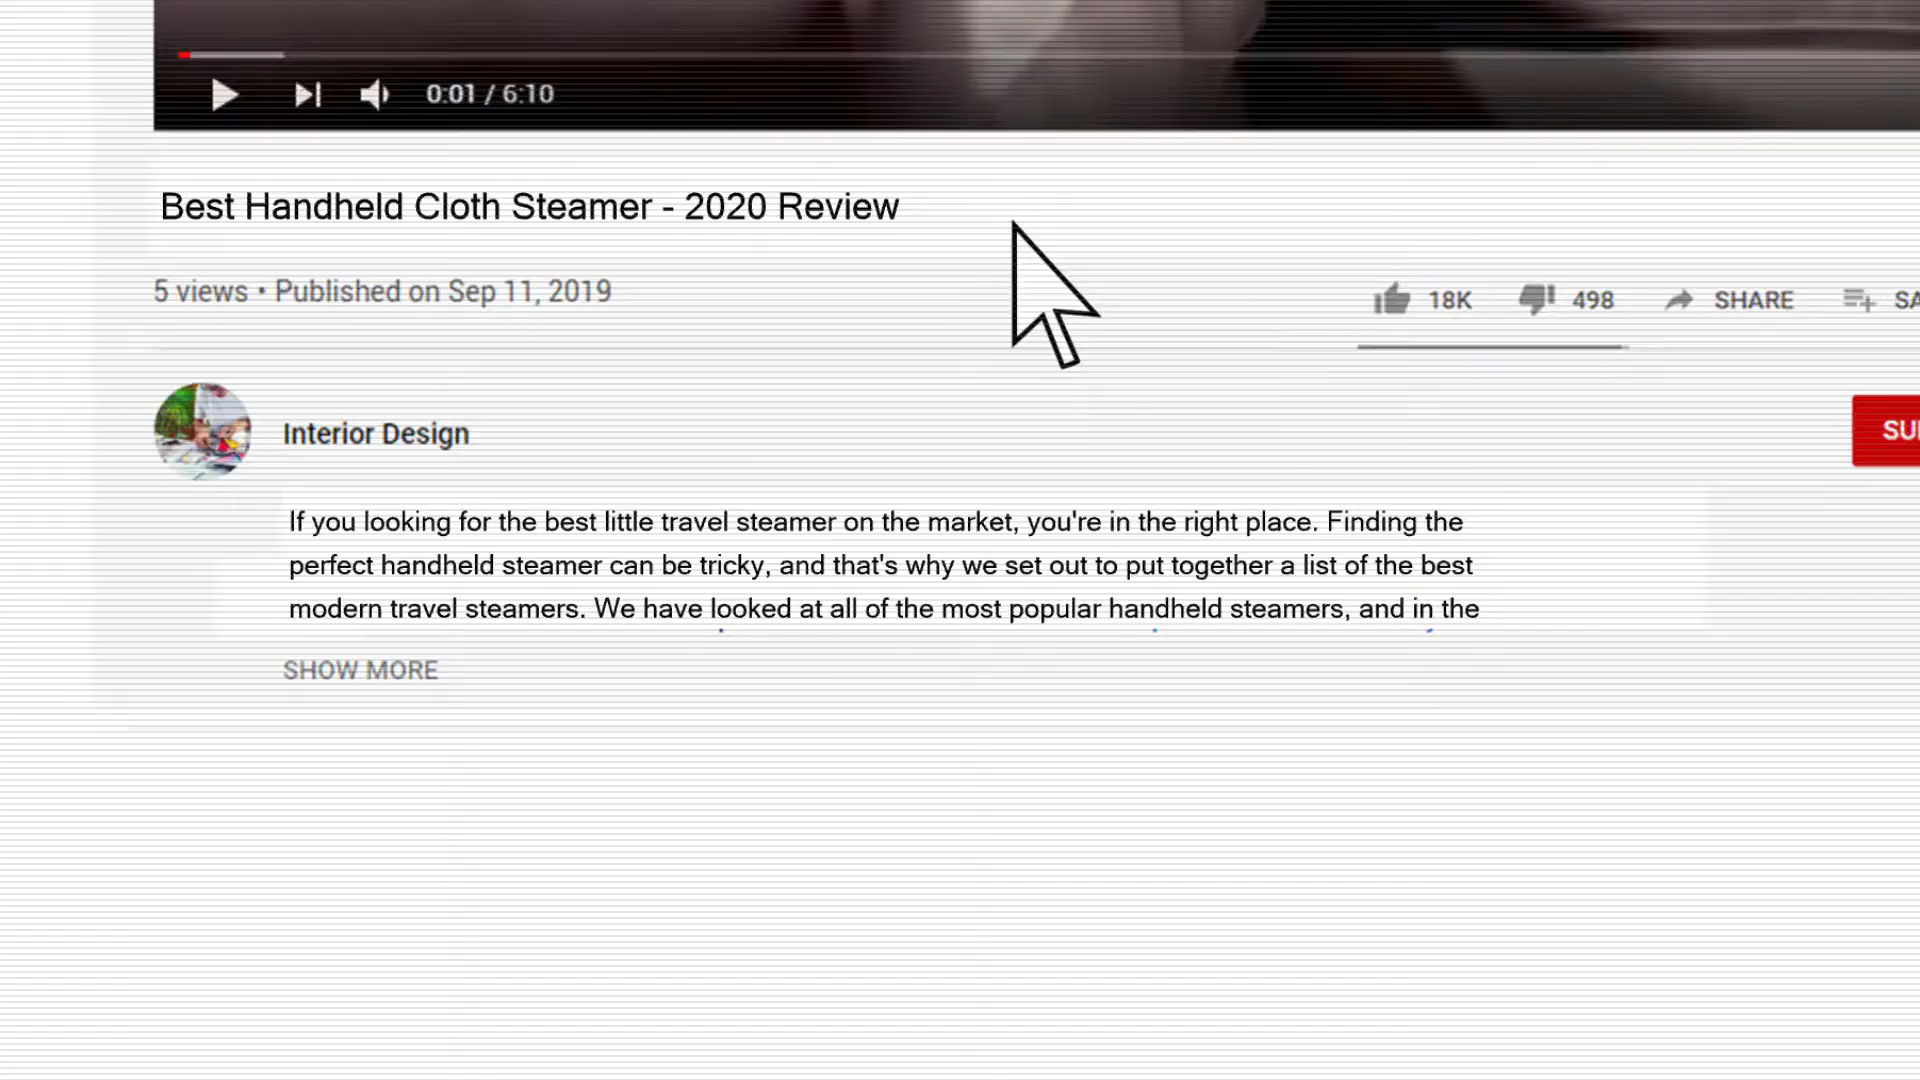 0:01 / 6:10
Best Handheld Cloth Steamer - 2020 Review
5 views • Published on Sep 11, 2019
18K 498 SHARE SA
Interior Design
SU
If you looking for the best little travel steamer on the market, you're in the right place. Finding the
perfect handheld steamer can be tricky, and that's why we set out to put together a list of the best
modern travel steamers. We have looked at all of the most popular handheld steamers, and in the
SHOW MORE